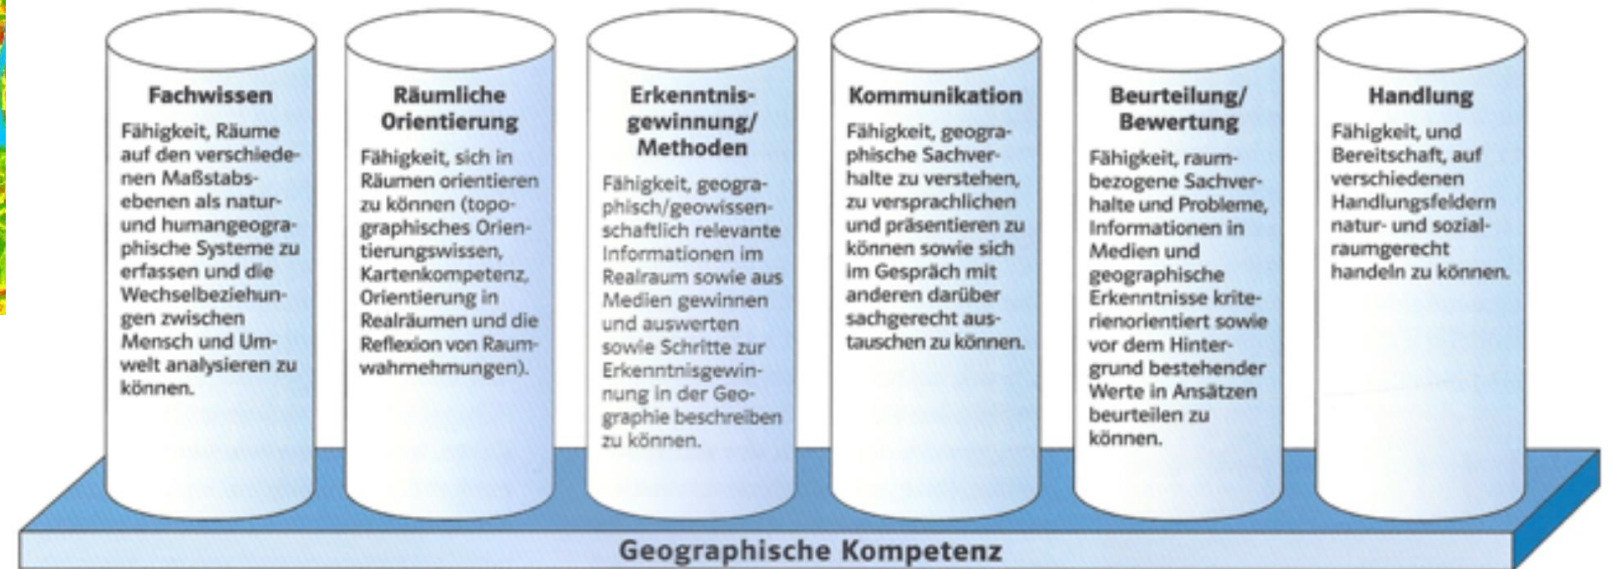 Fachwissen
Fähigkeit, Räume
auf den verschiede-
nen Maßstabs-
ebenen als natur-
und humangeogra-
phische Systeme zu
erfassen und die
Wechselbeziehun-
gen zwischen
Mensch und Um-
welt analysieren zu
können.
Räumliche
Orientierung
Fähigkeit, sich in
Räumen orientieren
zu können (topo-
graphisches Orien-
tierungswissen,
Kartenkompetenz,
Orientierung in
Realräumen und die
Reflexion von Raum-
wahrnehmungen).
Erkenntnis-
gewinnung/
Methoden
Fähigkeit, geogra-
phisch/geowissen-
schaftlich relevante
Informationen im
Realraum sowie aus
Medien gewinnen
und auswerten
sowie Schritte zur
Erkenntnisgewin-
nung in der Geo-
graphie beschreiben
zu können.
Kommunikation
Fähigkeit, geogra-
phische Sachver-
halte zu verstehen,
zu versprachlichen
und präsentieren zu
können sowie sich
im Gespräch mit
anderen darüber
sachgerecht aus-
tauschen zu können.
Beurteilung/
Bewertung
Fähigkeit, raum-
bezogene Sachver-
halte und Probleme,
Informationen in
Medien und
geographische
Erkenntnisse krite-
rienorientiert sowie
vor dem Hinter-
grund bestehender
Werte in Ansätzen
beurteilen zu
können.
Handlung
Fähigkeit, und
Bereitschaft, auf
verschiedenen
Handlungsfeldern
natur- und sozial-
raumgerecht
handeln zu können.
Geographische Kompetenz